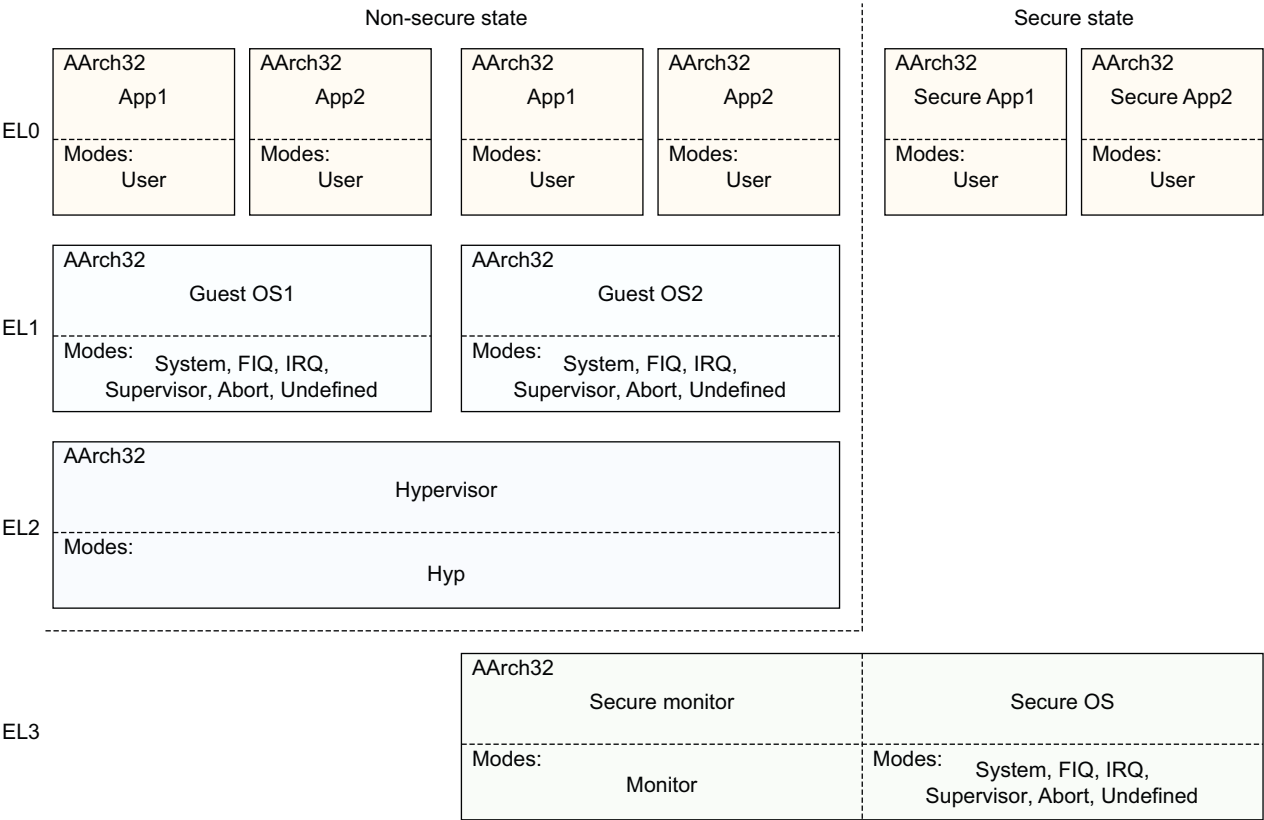 Non-secure state
Secure state
EL0
AArch32
App1
Modes:
User
AArch32
App2
Modes:
User
AArch32
App1
Modes:
User
AArch32
App2
Modes:
User
AArch32
Secure App1
Modes:
User
AArch32
Secure App2
Modes:
User
EL1
AArch32
Guest OS1
Modes:
System, FIQ, IRQ,
Supervisor, Abort, Undefined
AArch32
Guest OS2
Modes:
System, FIQ, IRQ,
Supervisor, Abort, Undefined
EL2
AArch32
Hypervisor
Modes:
Hyp
EL3
AArch32
Secure monitor
Modes:
Monitor
Secure OS
Modes:
System, FIQ, IRQ,
Supervisor, Abort, Undefined